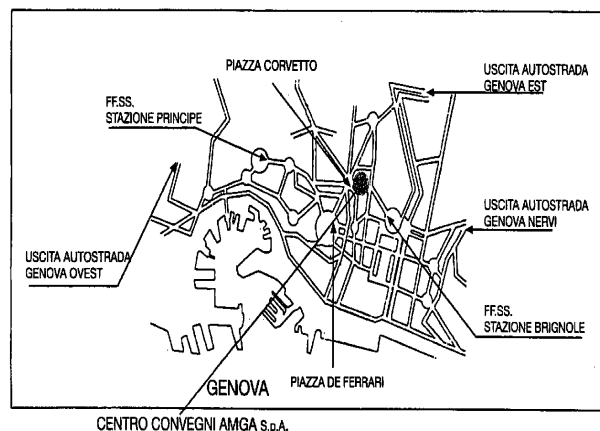 PIAZZA CORVETTO
USCITA AUTOSTRADA
GENOVA EST
FF.SS.
STAZIONE PRINCIPE
USCITA AUTOSTRADA
GENOVA NERVI
USCITA AUTOSTRADA
GENOVA OVEST
FF.SS.
STAZIONE BRIGNOLE
GENOVA
PIAZZA DE FERRARI
CENTRO CONVEGNI AMGA S.p.A.